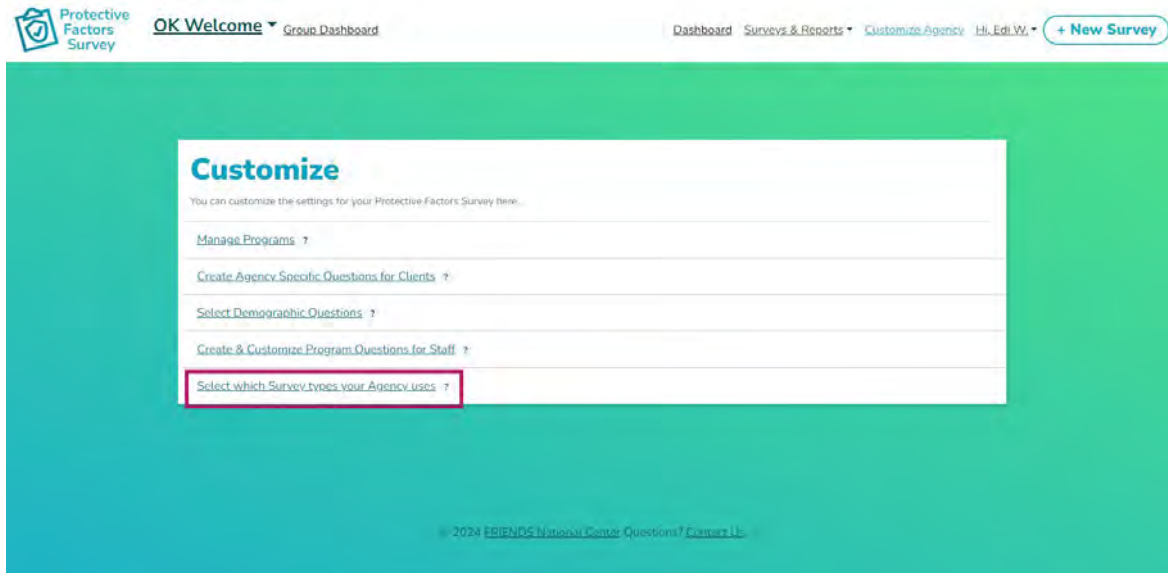 Protective
Factors
Survey
OK Welcome Group Dashboard
Dashboard Surveys & Reports Customize Agency Hi, Edi W. + New Survey
Customize
You can customize the settings for your Protective Factors Survey here.
Manage Programs ?
Create Agency Specific Questions for Clients ?
Select Demographic Questions ?
Create & Customize Program Questions for Staff ?
Select which Survey types your Agency uses ?
© 2024 FRIENDS National Center Questions? Contact Us.